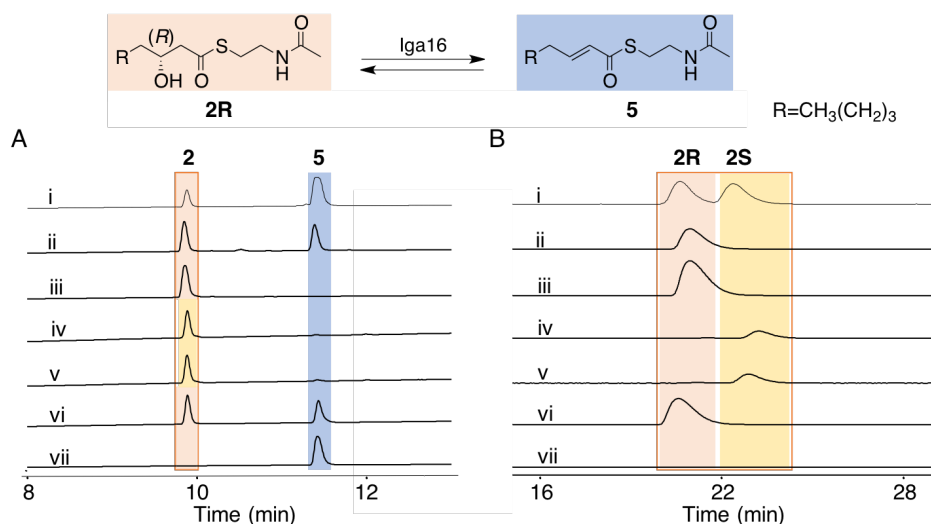 (R) O
R S N
OH O H
Iga16
O
R S N
O H
2R 5 R=CH₃(CH₂)₃
A B
2 5 2R 2S
i i
ii ii
iii iii
iv iv
v v
vi vi
vii vii
8 10 12 16 22 28
Time (min) Time (min)